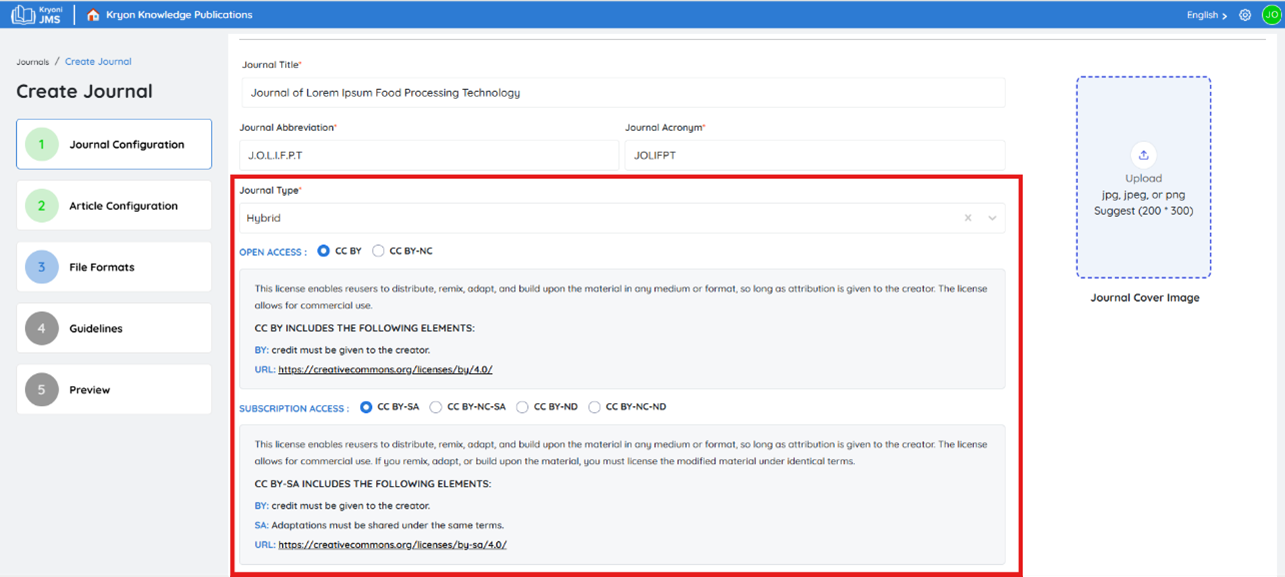 Kryoni
JMS
Kryon Knowledge Publications
English >
JO
Journals / Create Journal
Create Journal
1 Journal Configuration
2 Article Configuration
3 File Formats
4 Guidelines
5 Preview
Journal Title*
Journal of Lorem Ipsum Food Processing Technology
Journal Abbreviation* Journal Acronym*
J.O.L.I.F.P.T JOLIFPT
Journal Type*
Hybrid
OPEN ACCESS : CC BY CC BY-NC
This license enables reusers to distribute, remix, adapt, and build upon the material in any medium or format, so long as attribution is given to the creator. The license
allows for commercial use.
CC BY INCLUDES THE FOLLOWING ELEMENTS:
BY: credit must be given to the creator.
URL: https://creativecommons.org/licenses/by/4.0/
SUBSCRIPTION ACCESS : CC BY-SA CC BY-NC-SA CC BY-ND CC BY-NC-ND
This license enables reusers to distribute, remix, adapt, and build upon the material in any medium or format, so long as attribution is given to the creator. The license
allows for commercial use. If you remix, adapt, or build upon the material, you must license the modified material under identical terms.
CC BY-SA INCLUDES THE FOLLOWING ELEMENTS:
BY: credit must be given to the creator.
SA: Adaptations must be shared under the same terms.
URL: https://creativecommons.org/licenses/by-sa/4.0/
Upload
jpg, jpeg, or png
Suggest (200 * 300)
Journal Cover Image